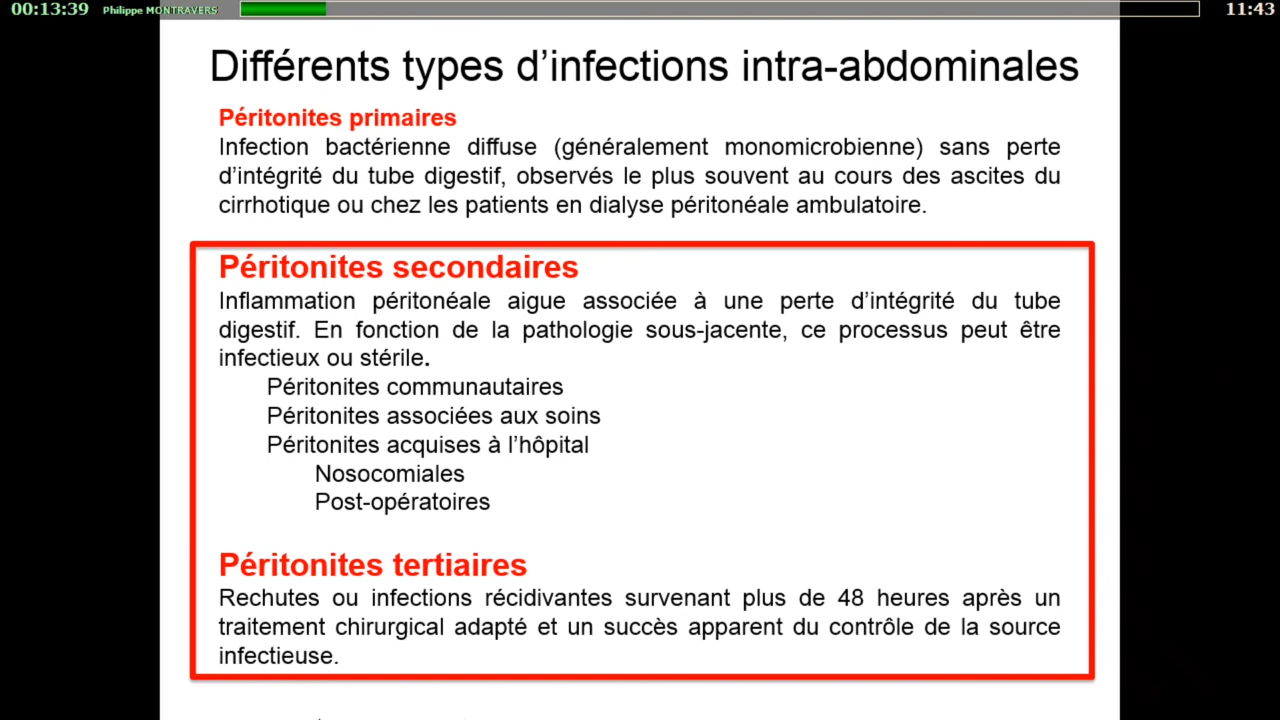 00:13:39 Philippe MONTRAVERS 11:43
Différents types d’infections intra-abdominales
Péritonites primaires
Infection bactérienne diffuse (généralement monomicrobienne) sans perte
d’intégrité du tube digestif, observés le plus souvent au cours des ascites du
cirrhotique ou chez les patients en dialyse péritonéale ambulatoire.
Péritonites secondaires
Inflammation péritonéale aigue associée à une perte d’intégrité du tube
digestif. En fonction de la pathologie sous-jacente, ce processus peut être
infectieux ou stérile.
Péritonites communautaires
Péritonites associées aux soins
Péritonites acquises à l’hôpital
Nosocomiales
Post-opératoires
Péritonites tertiaires
Rechutes ou infections récidivantes survenant plus de 48 heures après un
traitement chirurgical adapté et un succès apparent du contrôle de la source
infectieuse.